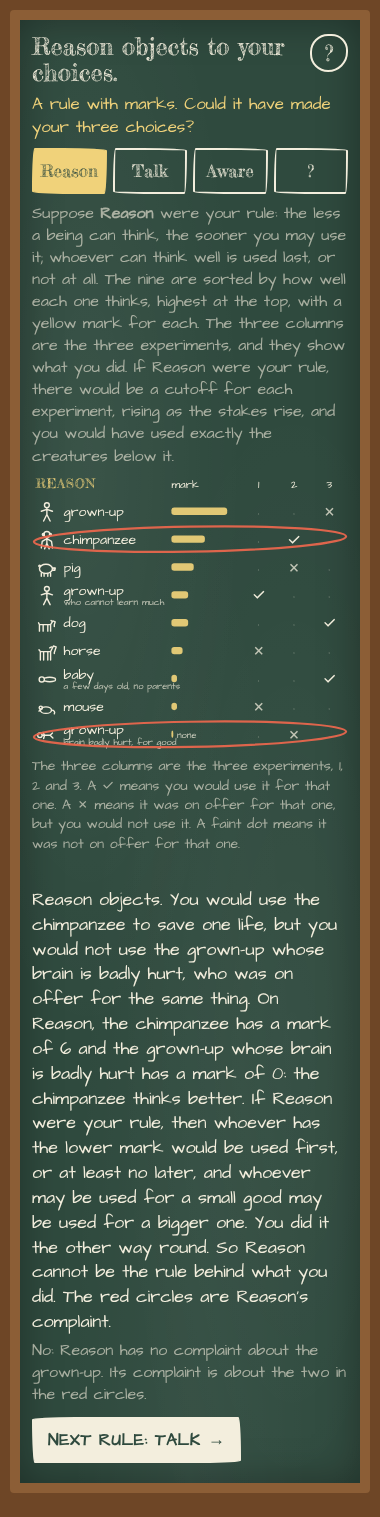 Reason objects to your
choices.
?
A rule with marks. Could it have made
your three choices?
Reason Talk Aware ?
Suppose Reason were your rule: the less
a being can think, the sooner you may use
it; whoever can think well is used last, or
not at all. The nine are sorted by how well
each one thinks, highest at the top, with a
yellow mark for each. The three columns
are the three experiments, and they show
what you did. If Reason were your rule,
there would be a cutoff for each
experiment, rising as the stakes rise, and
you would have used exactly the
creatures below it.
REASON mark 1 2 3
grown-up ×
chimpanzee ✓
pig ×
grown-up ✓
who cannot learn much
dog ✓
horse ×
baby ✓
a few days old, no parents
mouse ×
grown-up none ×
brain badly hurt, for good
The three columns are the three experiments, 1,
2 and 3. A ✓ means you would use it for that
one. A × means it was on offer for that one,
but you would not use it. A faint dot means it
was not on offer for that one.
Reason objects. You would use the
chimpanzee to save one life, but you
would not use the grown-up whose
brain is badly hurt, who was on
offer for the same thing. On
Reason, the chimpanzee has a mark
of 6 and the grown-up whose brain
is badly hurt has a mark of 0: the
chimpanzee thinks better. If Reason
were your rule, then whoever has
the lower mark would be used first,
or at least no later, and whoever
may be used for a small good may
be used for a bigger one. You did it
the other way round. So Reason
cannot be the rule behind what you
did. The red circles are Reason's
complaint.
No: Reason has no complaint about the
grown-up. Its complaint is about the two in
the red circles.
NEXT RULE: TALK →